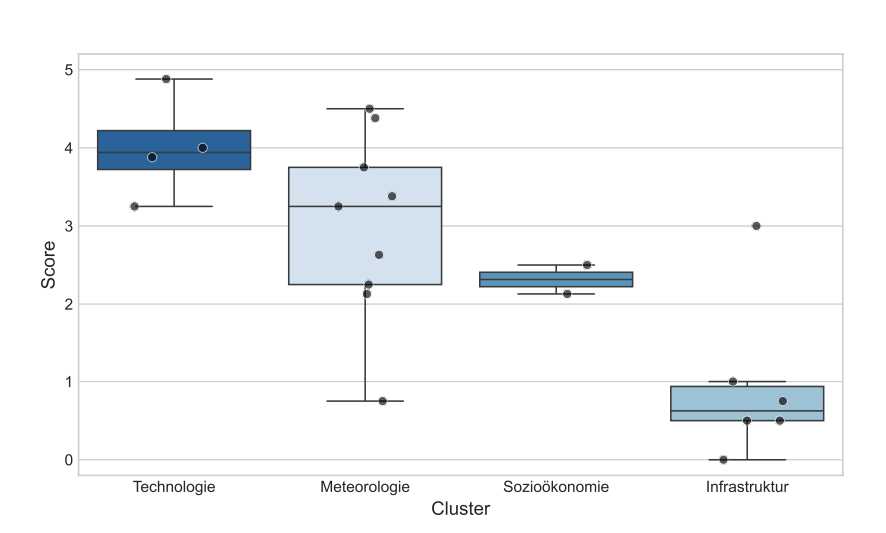 5
4
3
2
1
0
Score
Technologie
Meteorologie
Sozioökonomie
Infrastruktur
Cluster